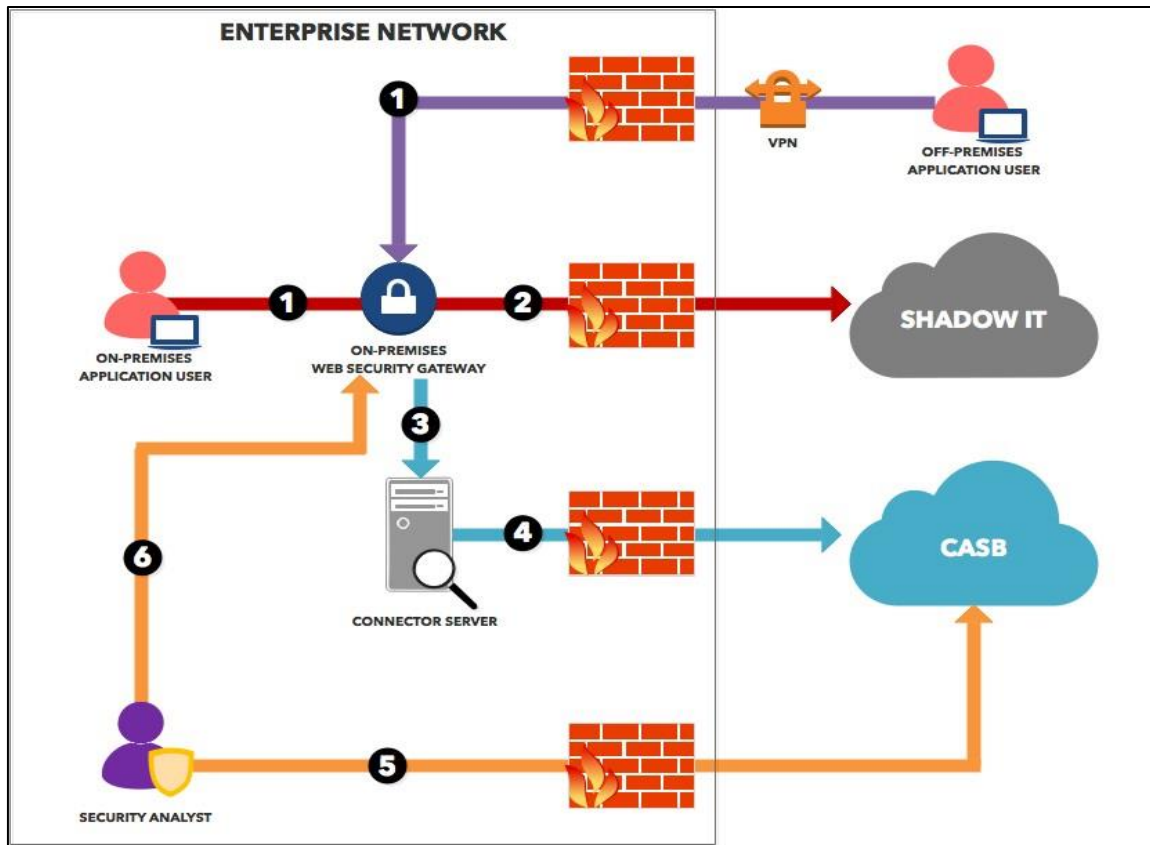 ENTERPRISE NETWORK
1
VPN
OFF-PREMISES
APPLICATION USER
1
2
SHADOW IT
ON-PREMISES
APPLICATION USER
ON-PREMISES
WEB SECURITY GATEWAY
3
4
CASB
CONNECTOR SERVER
6
5
SECURITY ANALYST